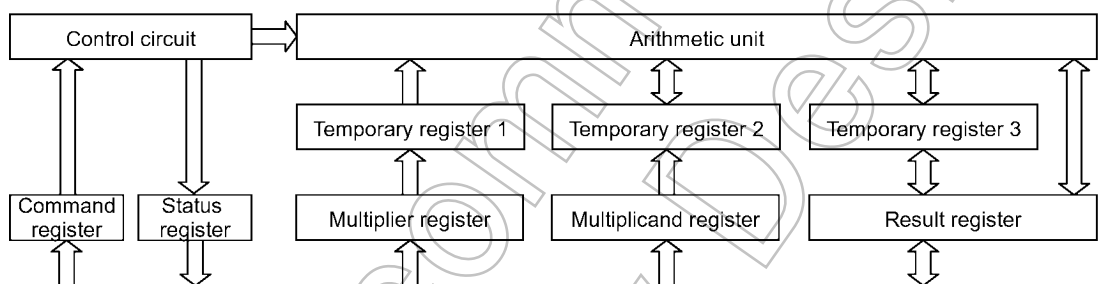 Control circuit
Arithmetic unit
Temporary register 1
Temporary register 2
Temporary register 3
Command
register
Status
register
Multiplier register
Multiplicand register
Result register